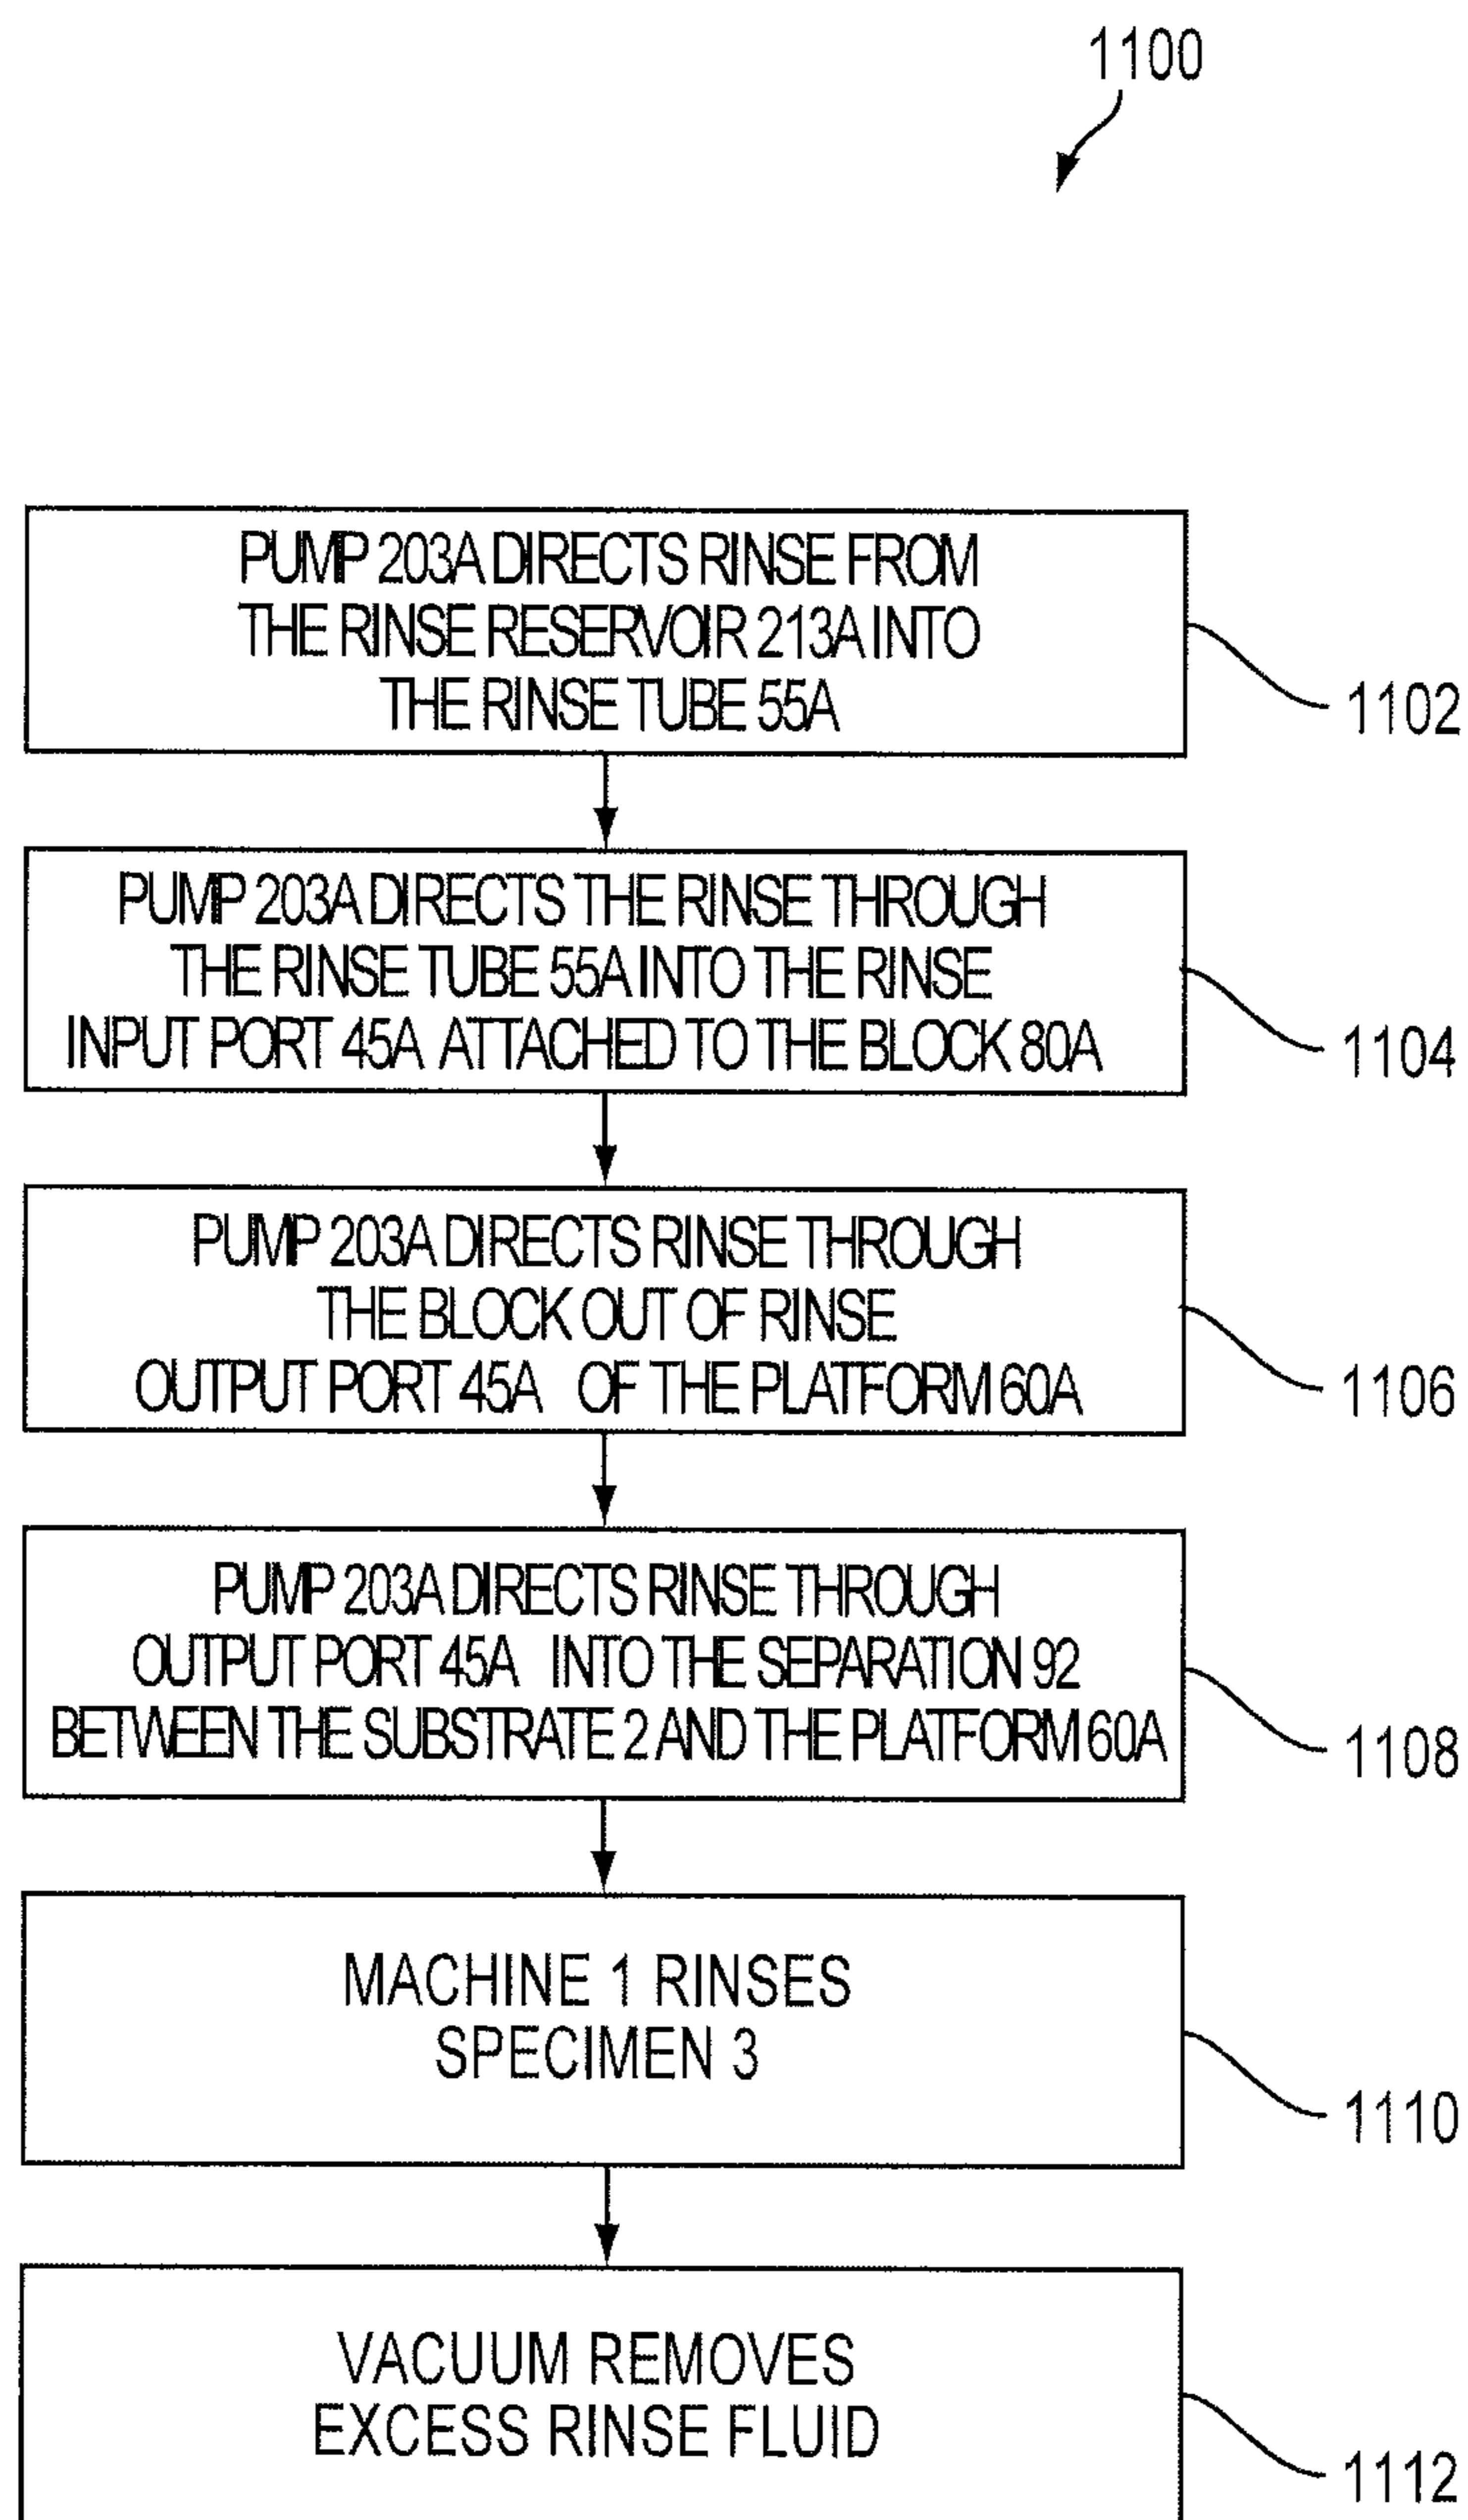 1100
PUMP 203A DIRECTS RINSE FROM
THE RINSE RESERVOIR 213A INTO
THE RINSE TUBE 55A
1102
PUMP 203A DIRECTS THE RINSE THROUGH
THE RINSE TUBE 55A INTO THE RINSE
INPUT PORT 45A ATTACHED TO THE BLOCK 80A
1104
PUMP 203A DIRECTS RINSE THROUGH
THE BLOCK OUT OF RINSE
OUTPUT PORT 45A OF THE PLATFORM 60A
1106
PUMP 203A DIRECTS RINSE THROUGH
OUTPUT PORT 45A INTO THE SEPARATION 92
BETWEEN THE SUBSTRATE 2 AND THE PLATFORM 60A
1108
MACHINE 1 RINSES
SPECIMEN 3
1110
VACUUM REMOVES
EXCESS RINSE FLUID
1112